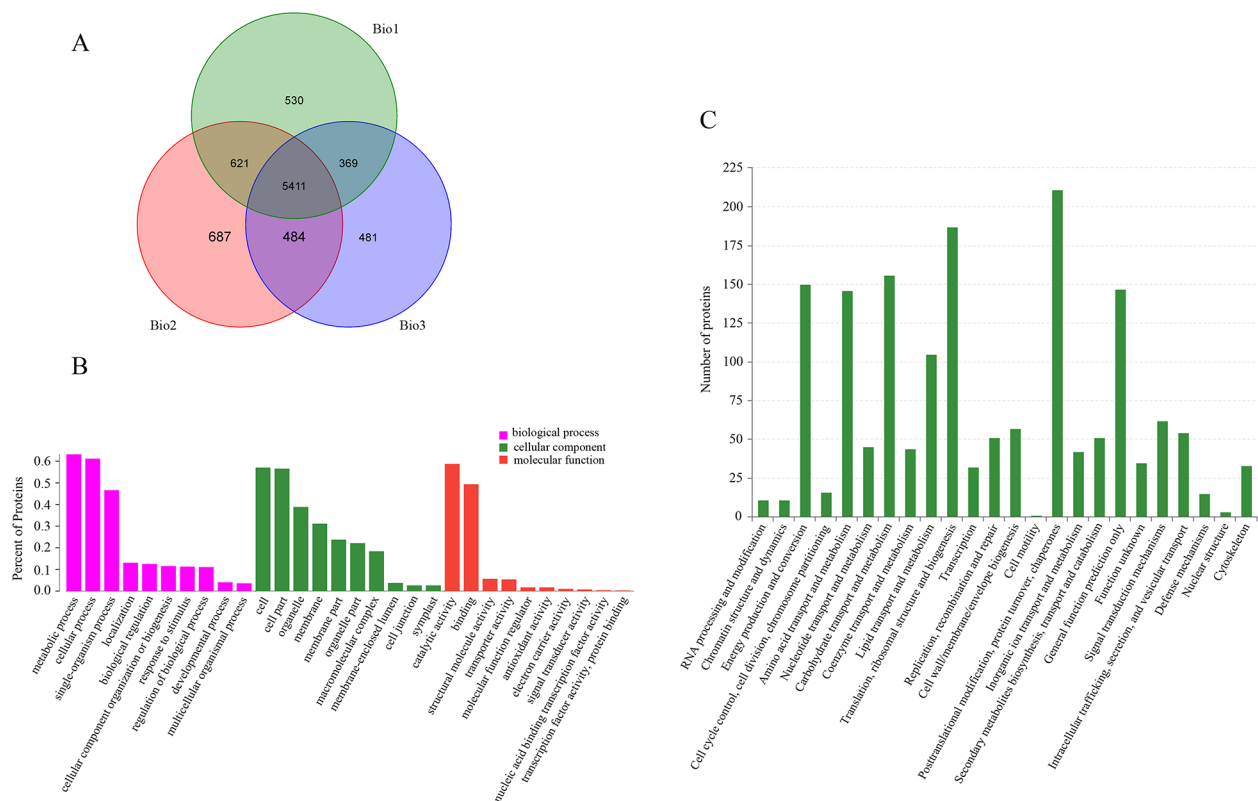 A
Bio1
530
621
369
5411
687
484
481
Bio2
Bio3
B
biological process
cellular component
molecular function
Percent of Proteins
0.6
0.5
0.4
0.3
0.2
0.1
0.0
metabolic process
cellular process
single-organism process
localization
biological regulation
cellular component organization or biogenesis
response to stimulus
regulation of biological process
developmental process
multicellular organismal process
cell
cell part
organelle
membrane
membrane part
organelle part
macromolecular complex
membrane-enclosed lumen
cell junction
symplast
catalytic activity
binding
structural molecule activity
transporter activity
molecular function regulator
antioxidant activity
electron carrier activity
signal transducer activity
nucleic acid binding transcription factor activity
transcription factor activity, protein binding
C
Number of proteins
225
200
175
150
125
100
75
50
25
0
RNA processing and modification
Chromatin structure and dynamics
Energy production and conversion
Cell cycle control, cell division, chromosome partitioning
Amino acid transport and metabolism
Nucleotide transport and metabolism
Carbohydrate transport and metabolism
Coenzyme transport and metabolism
Lipid transport and metabolism
Translation, ribosomal structure and biogenesis
Transcription
Replication, recombination and repair
Cell wall/membrane/envelope biogenesis
Cell motility
Posttranslational modification, protein turnover, chaperones
Inorganic ion transport and metabolism
Secondary metabolites biosynthesis, transport and catabolism
General function prediction only
Function unknown
Signal transduction mechanisms
Intracellular trafficking, secretion, and vesicular transport
Defense mechanisms
Nuclear structure
Cytoskeleton